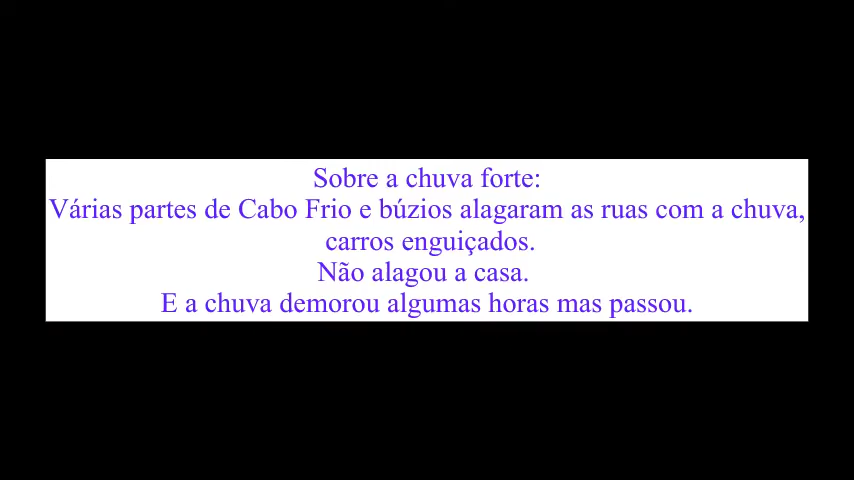 Sobre a chuva forte:
Várias partes de Cabo Frio e búzios alagaram as ruas com a chuva,
carros enguiçados.
Não alagou a casa.
E a chuva demorou algumas horas mas passou.